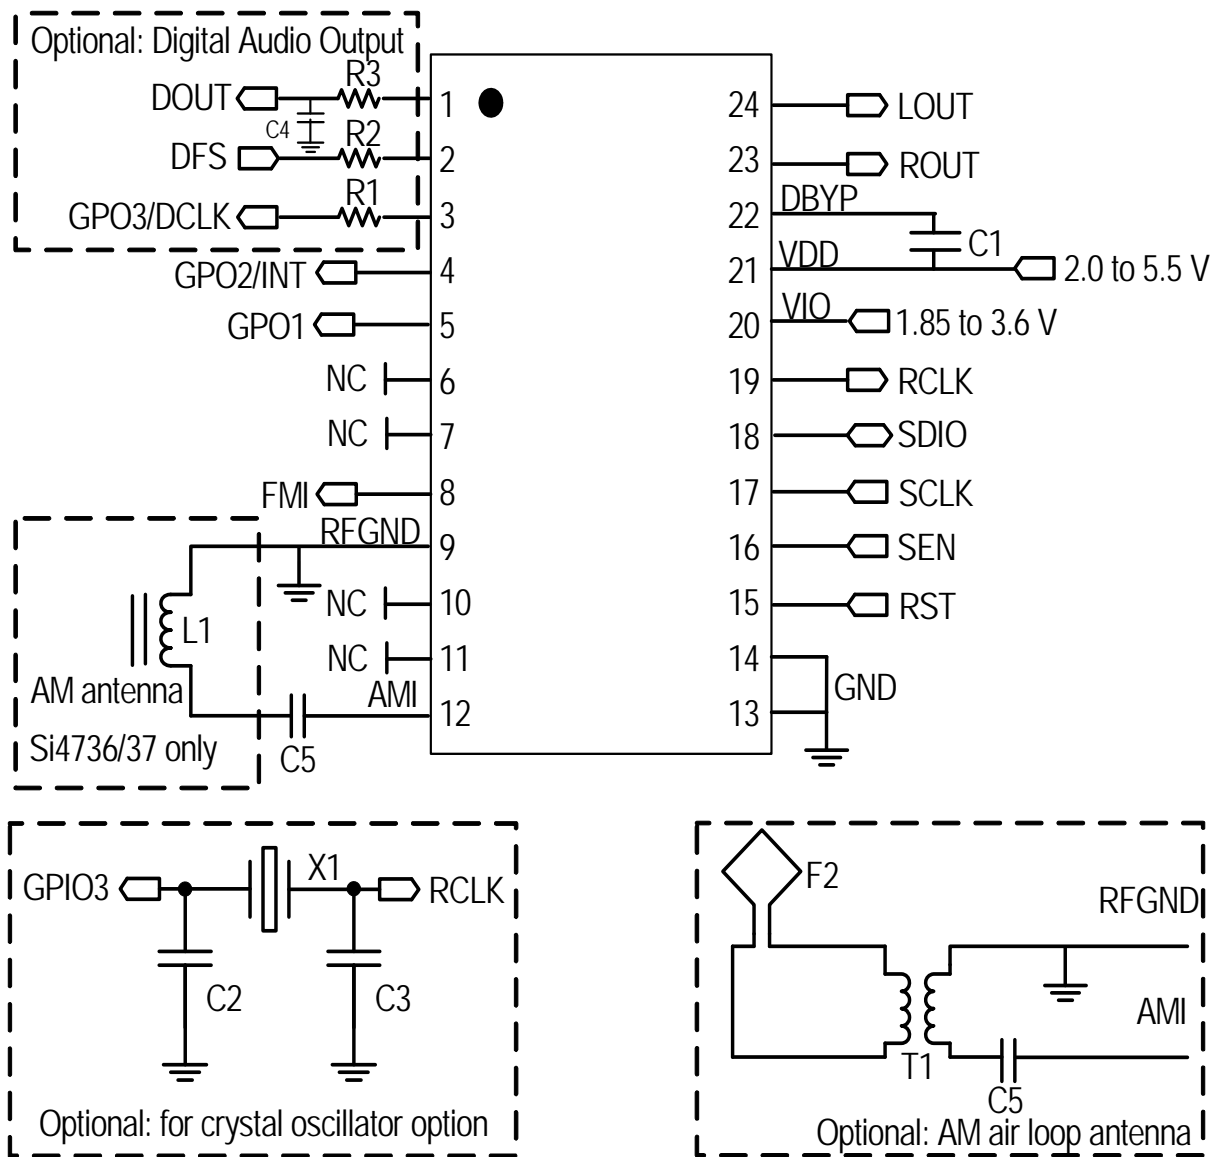 Optional: Digital Audio Output
R3
DOUT
1
C4
R2
DFS
2
R1
GPO3/DCLK
3
GPO2/INT
4
GPO1
5
NC
6
NC
7
FMI
8
RFGND
9
NC
10
L1
NC
11
AM antenna
AMI
12
Si4736/37 only
C5
24
LOUT
23
ROUT
DBYP
22
C1
VDD
21
2.0 to 5.5 V
VIO
20
1.85 to 3.6 V
19
RCLK
18
SDIO
17
SCLK
16
SEN
15
RST
14
GND
13
X1
GPIO3
RCLK
C2
C3
Optional: for crystal oscillator option
F2
RFGND
AMI
T1
C5
Optional: AM air loop antenna